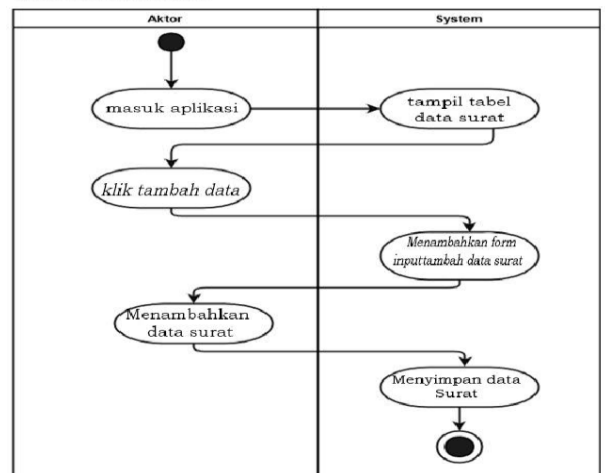 Aktor
System
masuk aplikasi
tampil tabel
data surat
klik tambah data
Menambahkan form
inputtambah data surat
Menambahkan
data surat
Menyimpan data
Surat